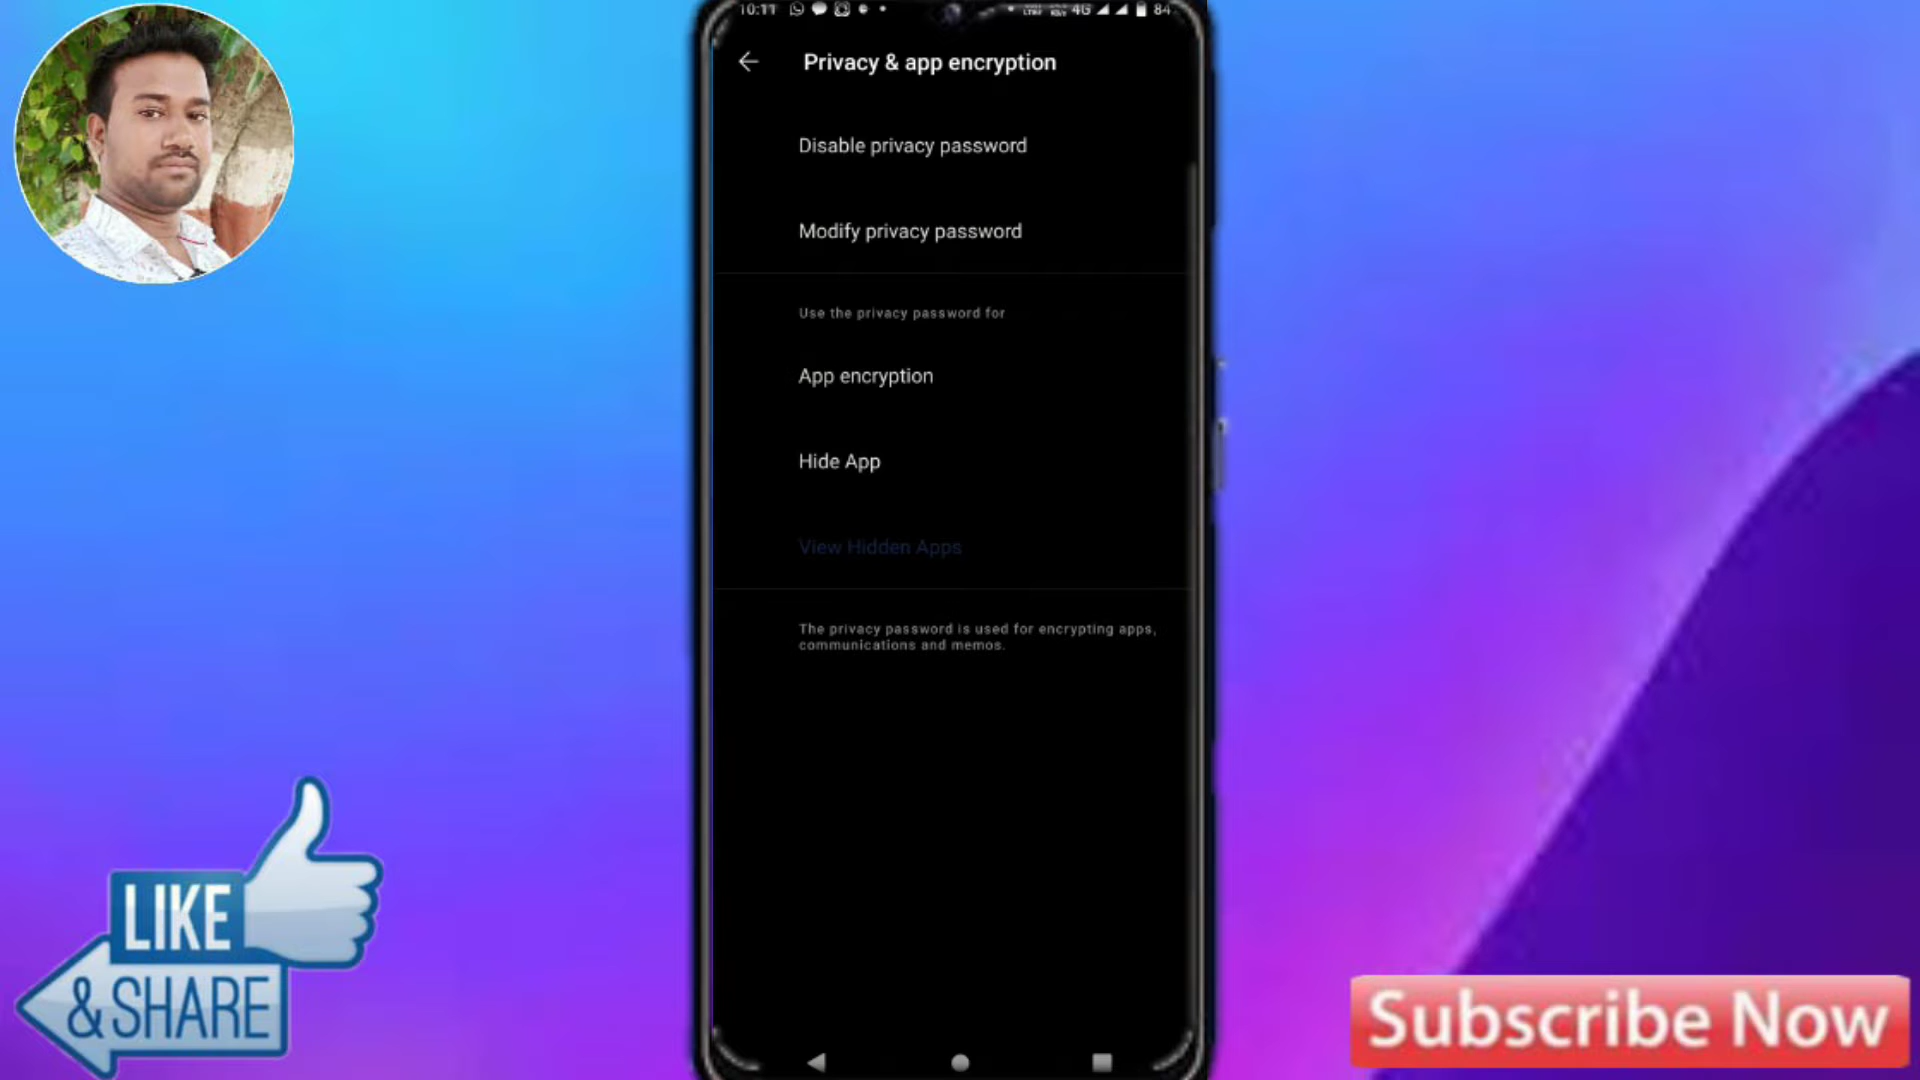 10:11
4G 84
Privacy & app encryption
Disable privacy password
Modify privacy password
Use the privacy password for
App encryption
Hide App
View Hidden Apps
The privacy password is used for encrypting apps,
communications and memos.
LIKE
& SHARE
Subscribe Now